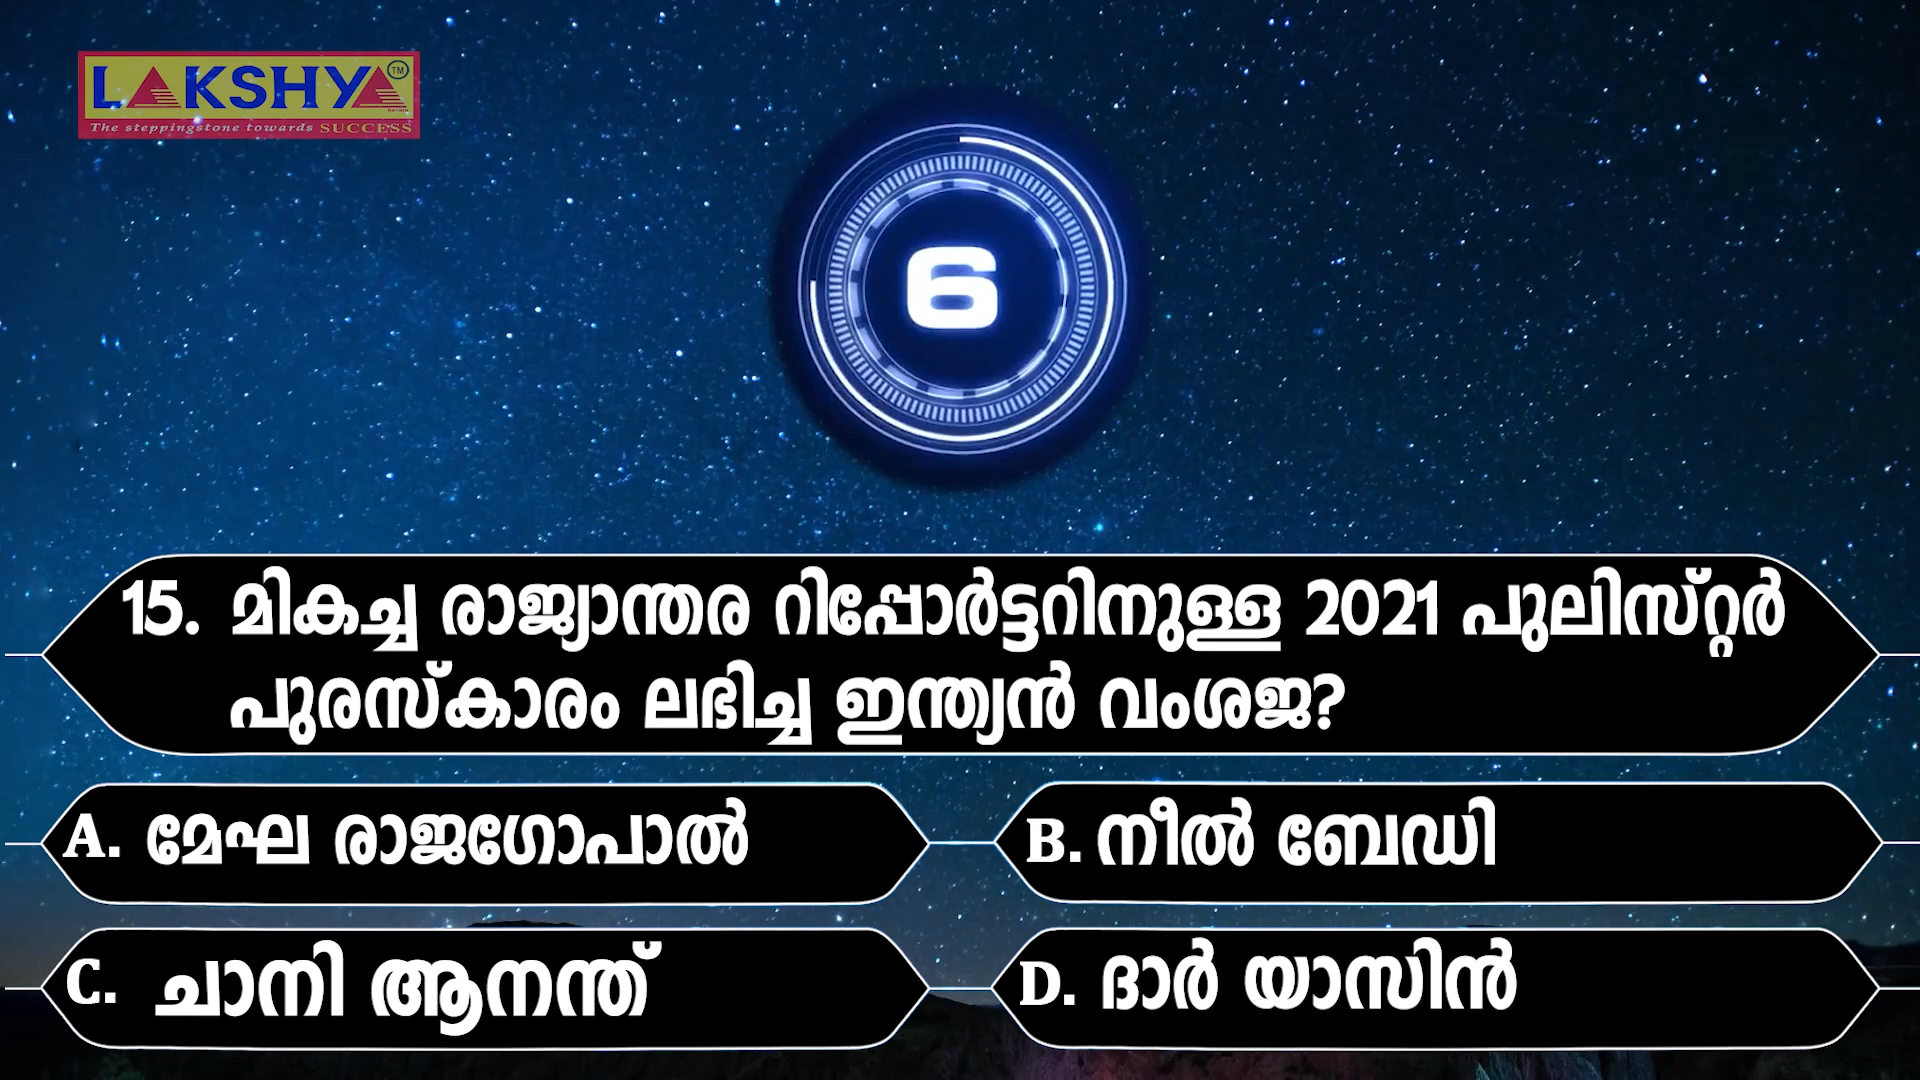 LAKSHYA TM
The steppingstone towards SUCCESS
6
15. മികച്ച രാജ്യാന്തര റിപ്പോർട്ടറിനുള്ള 2021 പുലിസ്റ്റർ
പുരസ്കാരം ലഭിച്ച ഇന്ത്യൻ വംശജ?
A. മേഘ രാജഗോപാൽ
B. നീൽ ബേഡി
C. ചാനി ആനന്ത്
D. ദാർ യാസിൻ